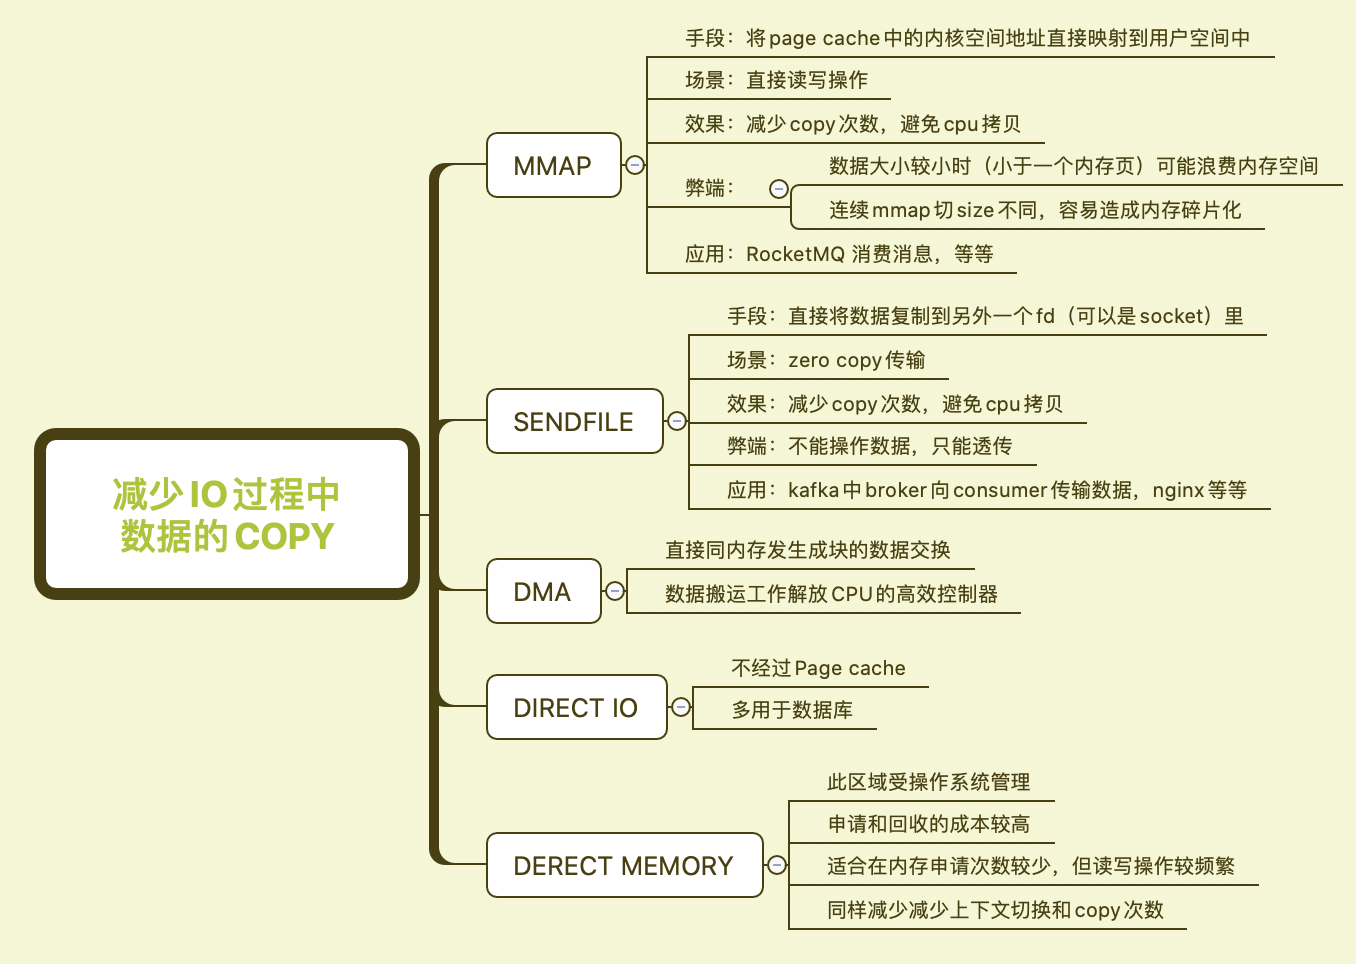 减少IO过程中
数据的COPY
MMAP
手段：将page cache中的内核空间地址直接映射到用户空间中
场景：直接读写操作
效果：减少copy次数，避免cpu拷贝
弊端：
数据大小较小时（小于一个内存页）可能浪费内存空间
连续mmap切size不同，容易造成内存碎片化
应用：RocketMQ 消费消息，等等
SENDFILE
手段：直接将数据复制到另外一个fd（可以是socket）里
场景：zero copy传输
效果：减少copy次数，避免cpu拷贝
弊端：不能操作数据，只能透传
应用：kafka中broker向consumer传输数据，nginx等等
DMA
直接同内存发生成块的数据交换
数据搬运工作解放CPU的高效控制器
DIRECT IO
不经过Page cache
多用于数据库
DERECT MEMORY
此区域受操作系统管理
申请和回收的成本较高
适合在内存申请次数较少，但读写操作较频繁
同样减少减少上下文切换和copy次数